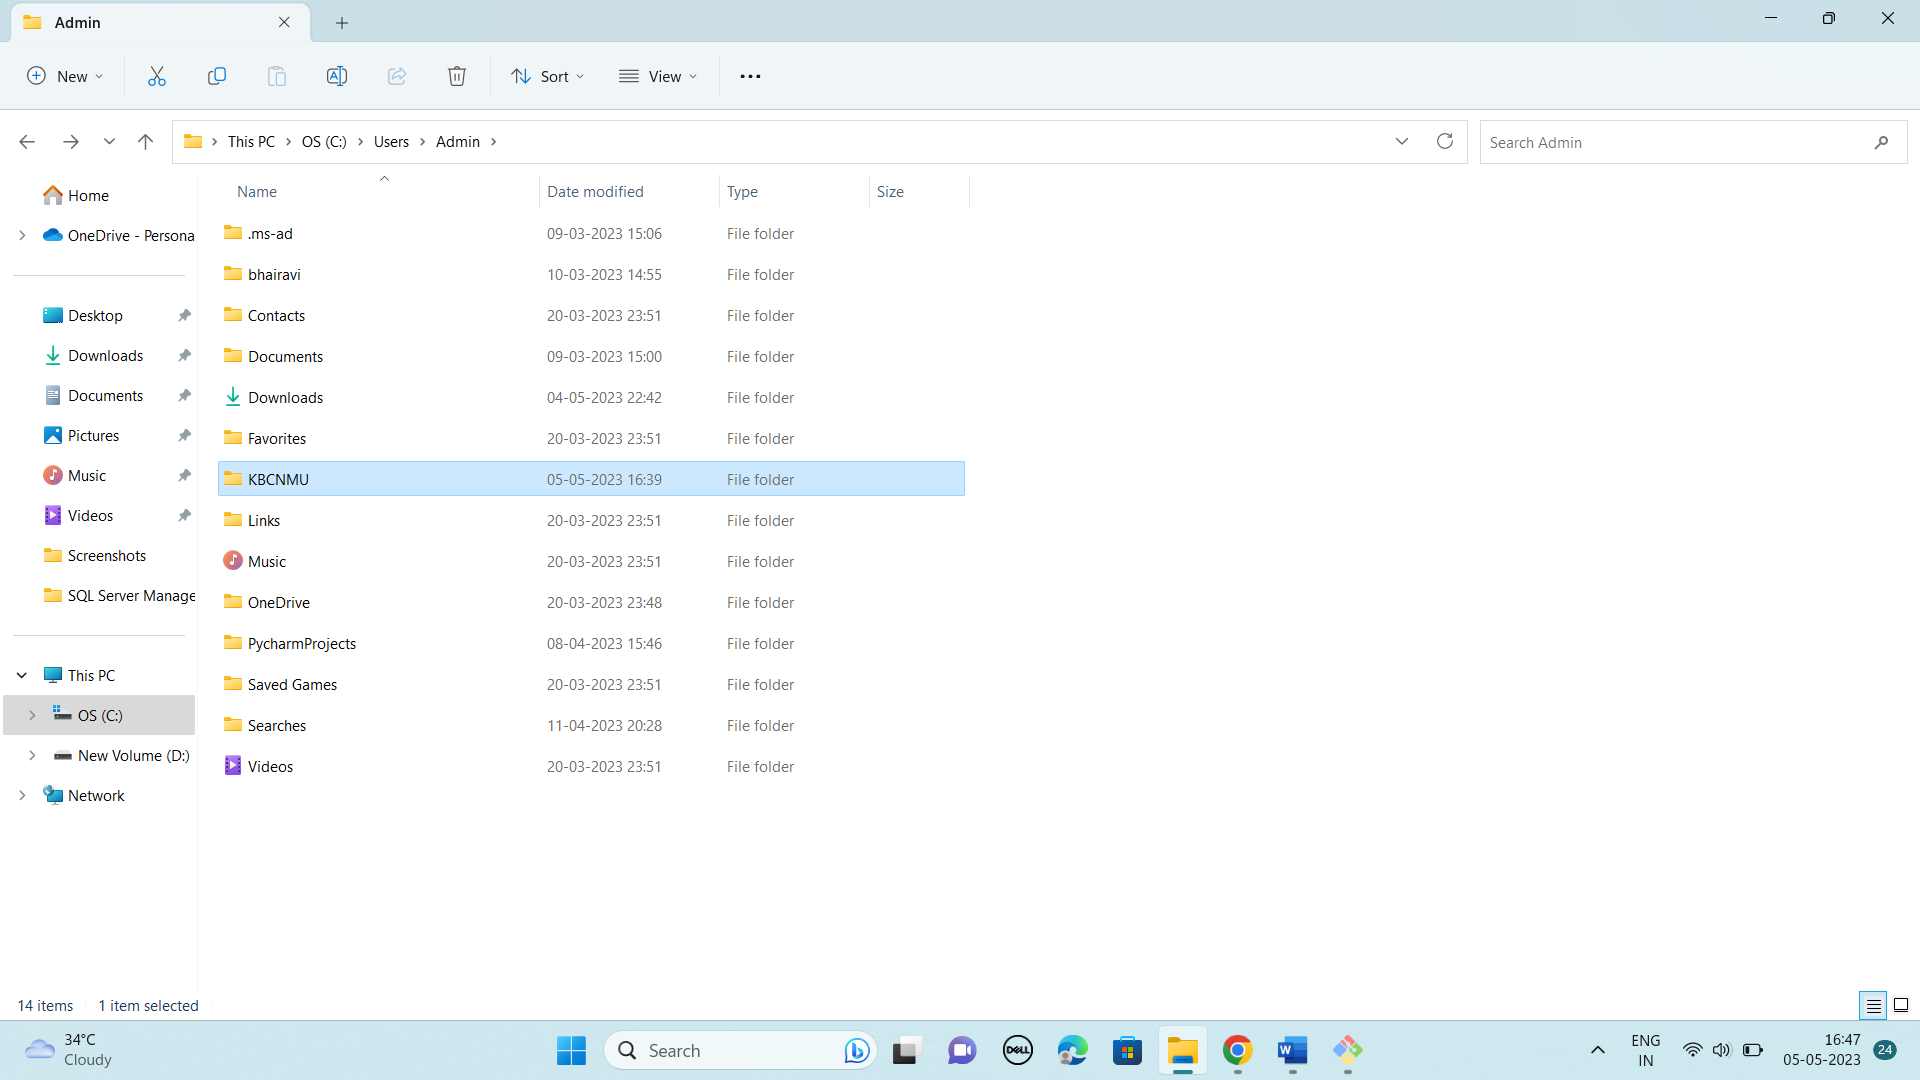 Admin
New
Sort
View
This PC
OS (C:)
Users
Admin
Search Admin
Name
Date modified
Type
Size
Home
OneDrive - Persona
Desktop
Downloads
Documents
Pictures
Music
Videos
Screenshots
SQL Server Manage
This PC
OS (C:)
New Volume (D:)
Network
.ms-ad 09-03-2023 15:06 File folder
bhairavi 10-03-2023 14:55 File folder
Contacts 20-03-2023 23:51 File folder
Documents 09-03-2023 15:00 File folder
Downloads 04-05-2023 22:42 File folder
Favorites 20-03-2023 23:51 File folder
KBCNMU 05-05-2023 16:39 File folder
Links 20-03-2023 23:51 File folder
Music 20-03-2023 23:51 File folder
OneDrive 20-03-2023 23:48 File folder
PycharmProjects 08-04-2023 15:46 File folder
Saved Games 20-03-2023 23:51 File folder
Searches 11-04-2023 20:28 File folder
Videos 20-03-2023 23:51 File folder
14 items 1 item selected
34°C
Cloudy
Search
DELL
W
ENG
IN
16:47
05-05-2023
24